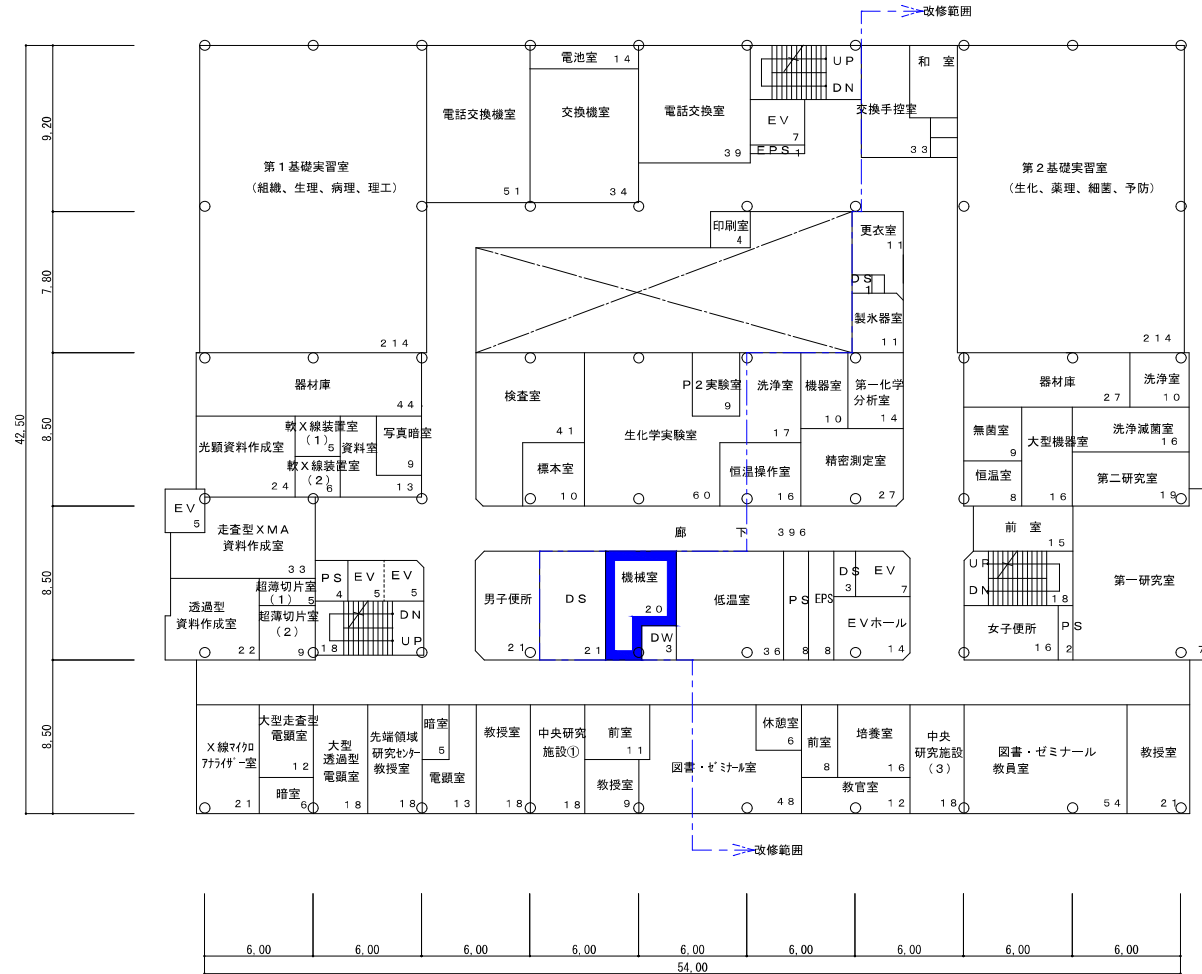 改修範囲
電池室 14
UP
DN
和室
電話交換機室
51
交換機室
34
電話交換室
39
EV
7
EPS 1
交換手控室
33
第1基礎実習室
(組織、生理、病理、理工)
214
第2基礎実習室
(生化、薬理、細菌、予防)
214
印刷室
4
更衣室
11
DS
1
製氷器室
11
器材庫
44
検査室
41
P2実験室
9
洗浄室
17
機器室
10
第一化学
分析室
14
器材庫
27
洗浄室
10
光顕資料作成室
24
軟X線装置室
(1)
5
軟X線装置室
(2)
6
資料室
13
写真暗室
9
標本室
10
生化学実験室
60
恒温操作室
16
精密測定室
27
無菌室
9
恒温室
8
大型機器室
16
洗浄滅菌室
16
第二研究室
19
EV
5
走査型XMA
資料作成室
33
廊下 396
前室
15
透過型
資料作成室
22
超薄切片室
(1) 5
超薄切片室
(2)
9
PS
4
EV
5
EV
5
DN
UP
18
男子便所
21
DS
21
機械室
20
DW
3
低温室
36
PS
8
EPS
8
DS
3
EV
7
EVホール
14
UP
DN
18
女子便所
16
PS
2
第一研究室
7
X線マイクロ
アナライザー室
21
大型走査型
電顕室
12
暗室
6
大型
透過型
電顕室
18
先端領域
研究センター
教授室
18
暗室
5
電顕室
13
教授室
18
中央研究
施設①
18
前室
11
教授室
9
図書・ゼミナール室
48
休憩室
6
前室
8
培養室
16
教官室
12
中央
研究施設
(3)
18
図書・ゼミナール
教員室
54
教授室
21
改修範囲
9,20
7,80
8,50
8,50
8,50
42,50
6,00 6,00 6,00 6,00 6,00 6,00 6,00 6,00 6,00
54,00